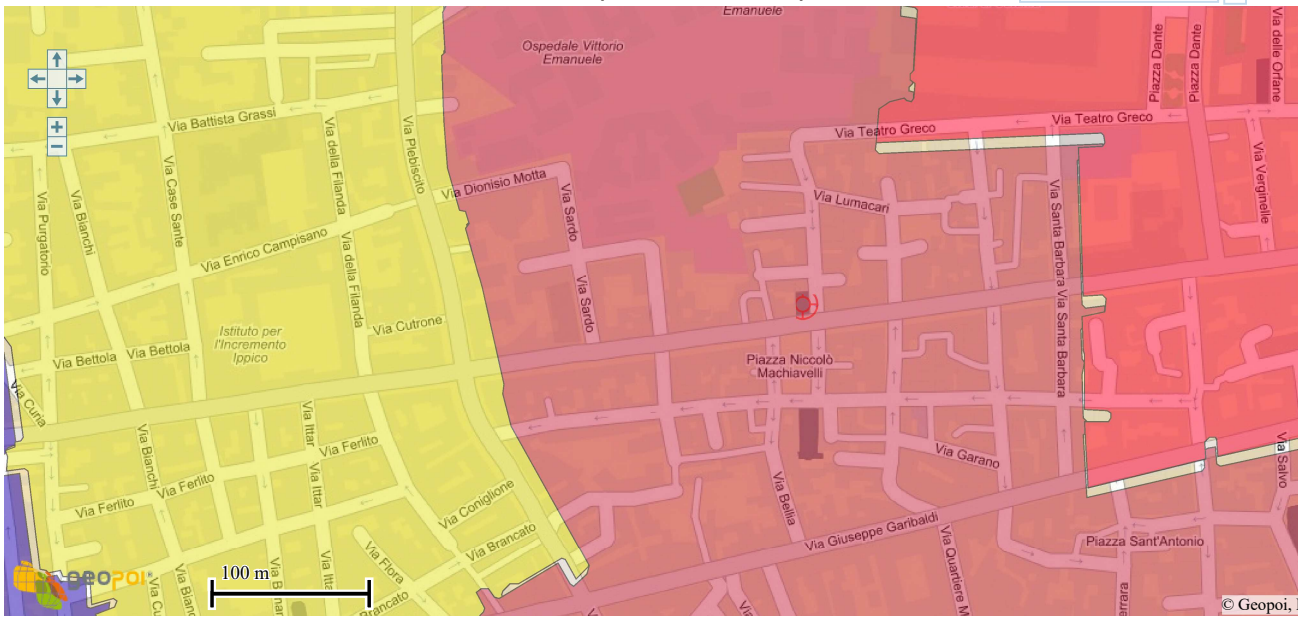 Emanuele
Ospedale Vittorio
Emanuele
Piazza Dante
Piazza Dante
Via delle Orfane
Via Battista Grassi
Via Teatro Greco
Via Teatro Greco
Via Plebiscito
Via della Filanda
Via Case Sante
Via Purgatorio
Via Bianchi
Via Dionisio Motta
Via Sardo
Via Lumacari
Via Santa Barbara
Via Verginelle
Via Enrico Campisano
Via della Filanda
Via Sardo
Via Santa Barbara
Istituto per
l'Incremento
Ippico
Via Cutrone
Via Bettola
Via Bettola
Piazza Niccolò
Machiavelli
Via Curia
Via Ittar
Via Bianchi
Via Ferlito
Via Garano
Via Salvo
Via Ferlito
Via Ittar
Via Bellia
Via Ferlito
Via Coniglione
Via Giuseppe Garibaldi
Via Brancato
Piazza Sant'Antonio
Via Flora
Via Quartiere M
GEOPOI
100 m
Brancato
© Geopoi,